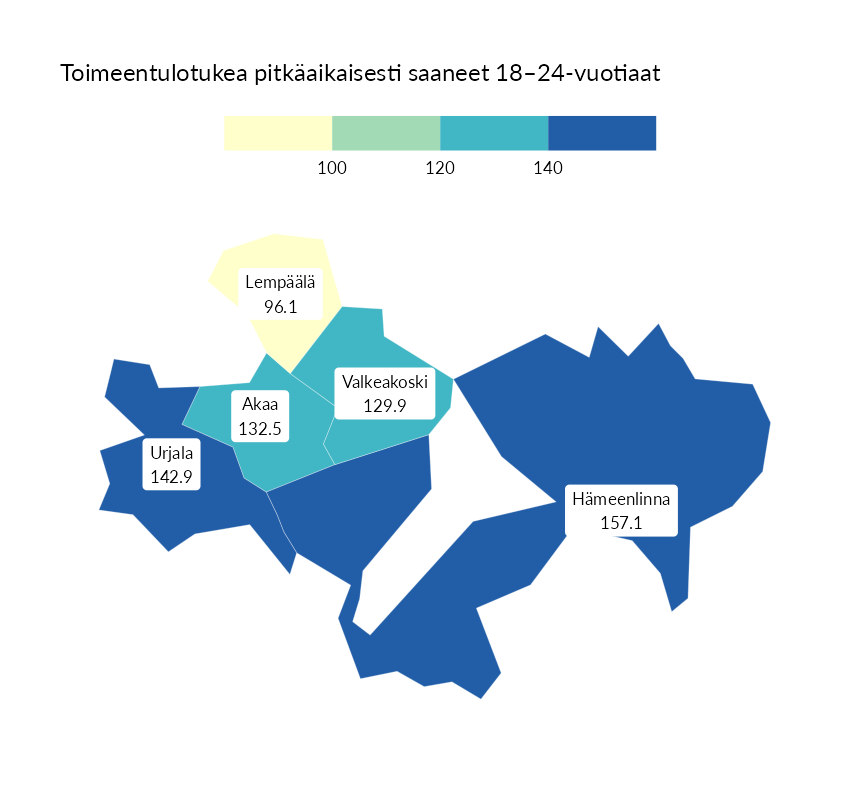 Toimeentulotukea pitkäaikaisesti saaneet 18–24-vuotiaat
100
120
140
Lempäälä
96.1
Valkeakoski
129.9
Akaa
132.5
Urjala
142.9
Hämeenlinna
157.1